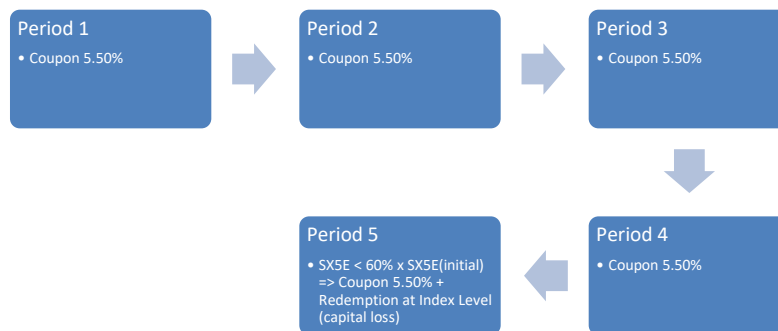 Period 1
• Coupon 5.50%
Period 2
• Coupon 5.50%
Period 3
• Coupon 5.50%
Period 4
• Coupon 5.50%
Period 5
• SX5E < 60% x SX5E(initial)
=> Coupon 5.50% +
Redemption at Index Level
(capital loss)